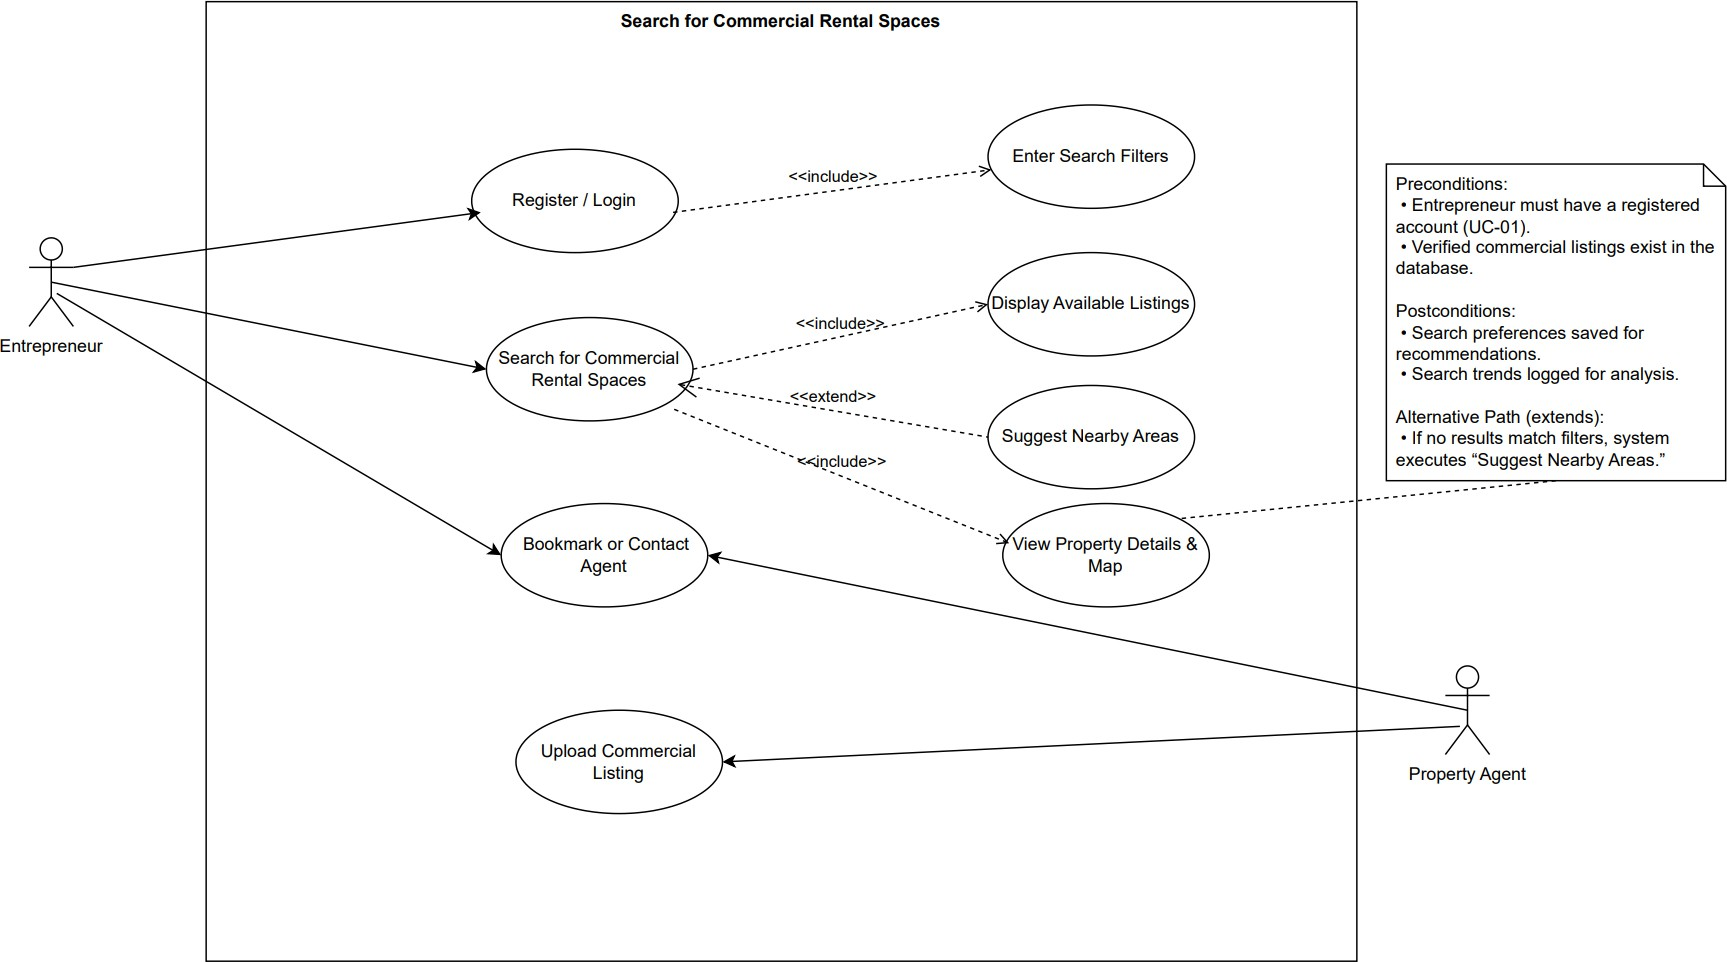 Search for Commercial Rental Spaces
Enter Search Filters
<<include>>
Register / Login
Preconditions:
• Entrepreneur must have a registered
account (UC-01).
• Verified commercial listings exist in the
database.
Postconditions:
• Search preferences saved for
recommendations.
• Search trends logged for analysis.
Alternative Path (extends):
• If no results match filters, system
executes “Suggest Nearby Areas.”
Entrepreneur
Display Available Listings
<<include>>
Search for Commercial
Rental Spaces
<<extend>>
Suggest Nearby Areas
<<include>>
Bookmark or Contact
Agent
View Property Details &
Map
Upload Commercial
Listing
Property Agent